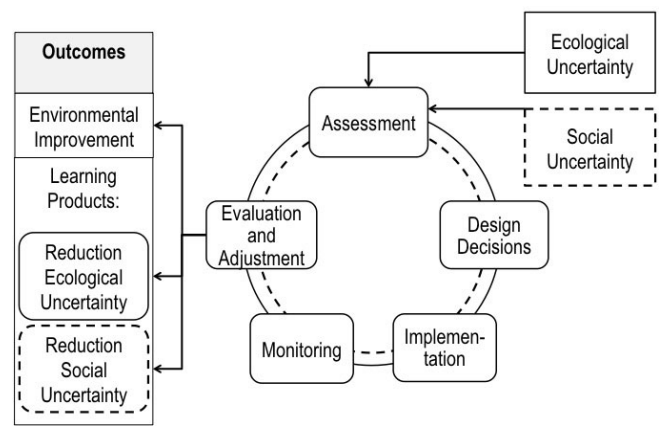 Outcomes
Environmental
Improvement
Learning
Products:
Reduction
Ecological
Uncertainty
Reduction
Social
Uncertainty
Ecological
Uncertainty
Social
Uncertainty
Assessment
Design
Decisions
Implemen-
tation
Monitoring
Evaluation
and
Adjustment